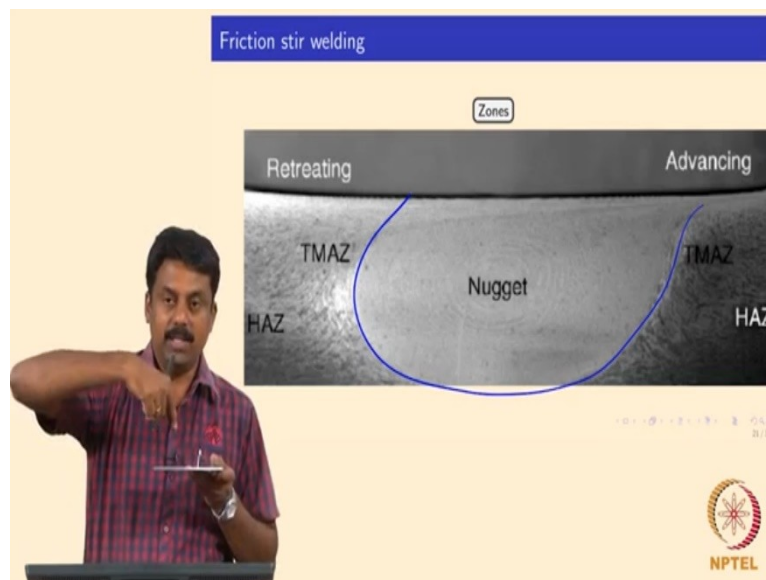 Friction stir welding
Zones
Retreating
Advancing
TMAZ
TMAZ
Nugget
HAZ
HAZ
NPTEL